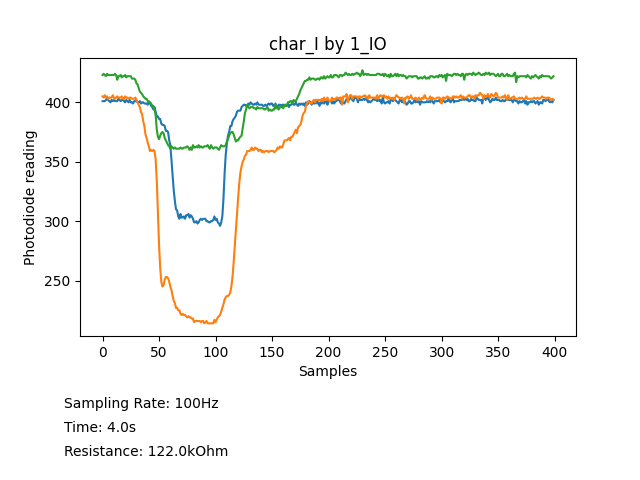 char_I by 1_IO
Photodiode reading
400
350
300
250
0 50 100 150 200 250 300 350 400
Samples
Sampling Rate: 100Hz
Time: 4.0s
Resistance: 122.0kOhm